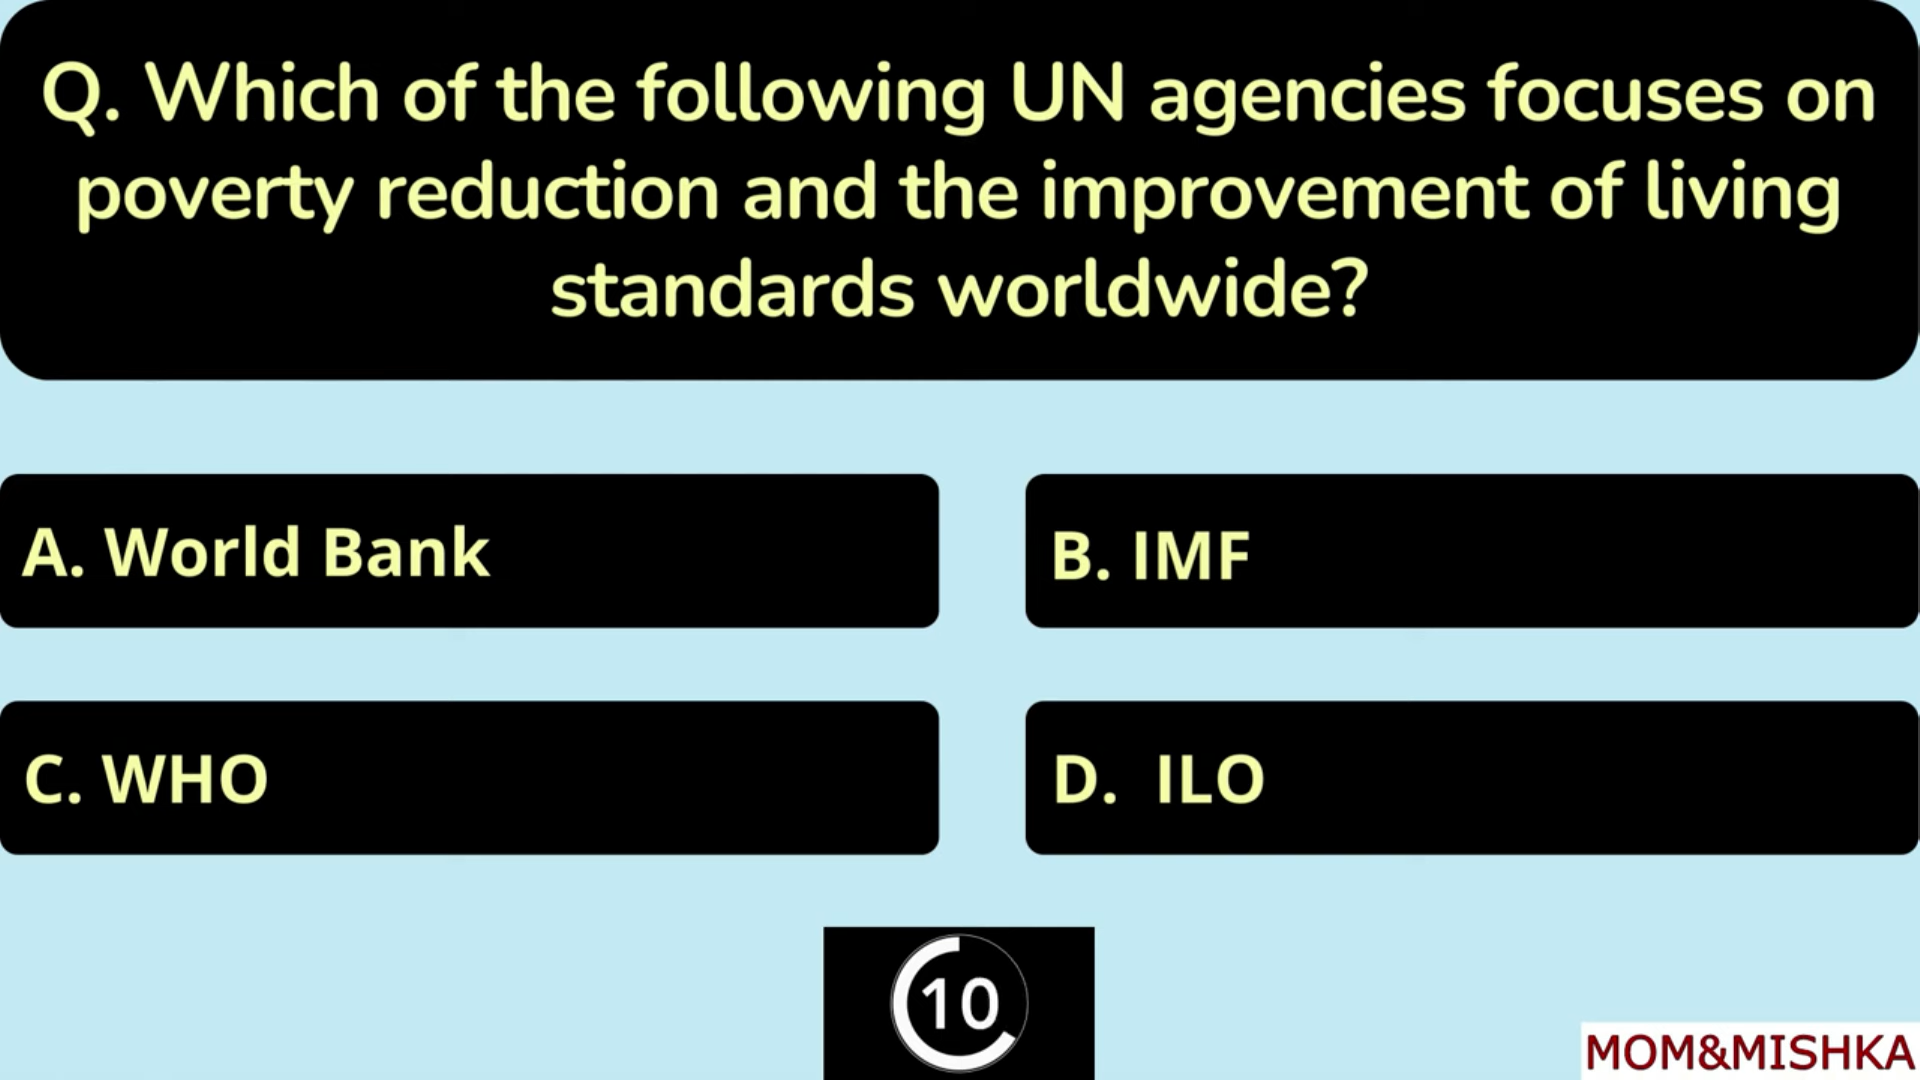 Q. Which of the following UN agencies focuses on
poverty reduction and the improvement of living
standards worldwide?
A. World Bank
B. IMF
C. WHO
D. ILO
10
MOM&MISHKA